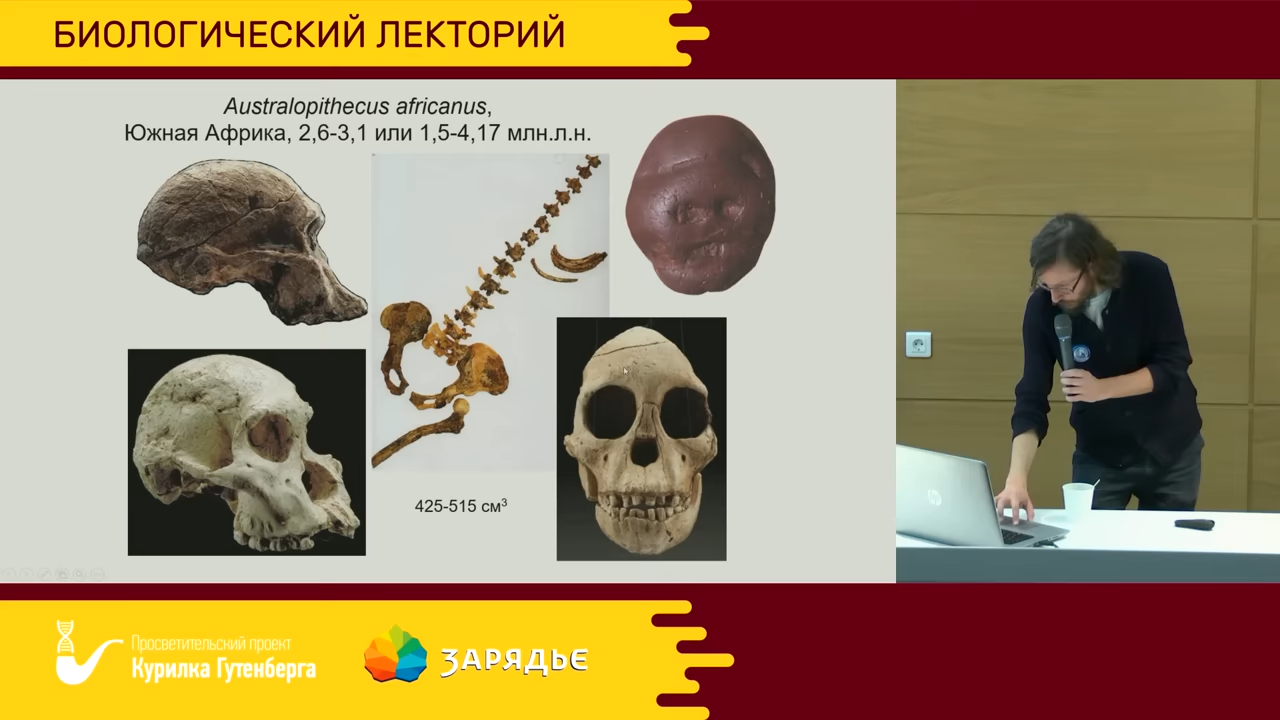 БИОЛОГИЧЕСКИЙ ЛЕКТОРИЙ
Australopithecus africanus,
Южная Африка, 2,6-3,1 или 1,5-4,17 млн.л.н.
425-515 см³
Просветительский проект
Курилка Гутенберга
ЗАРЯДЬЕ